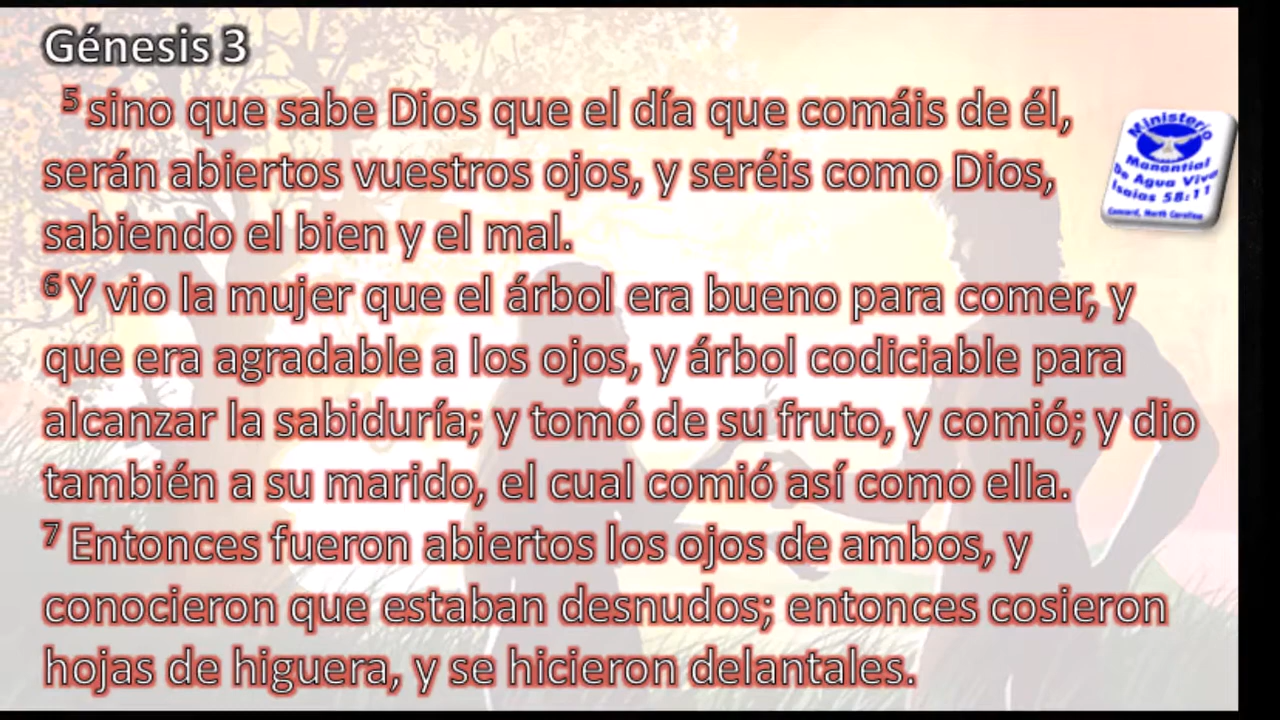 Génesis 3
5 sino que sabe Dios que el día que comáis de él,
serán abiertos vuestros ojos, y seréis como Dios,
sabiendo el bien y el mal.
6 Y vio la mujer que el árbol era bueno para comer, y
que era agradable a los ojos, y árbol codiciable para
alcanzar la sabiduría; y tomó de su fruto, y comió; y dio
también a su marido, el cual comió así como ella.
7 Entonces fueron abiertos los ojos de ambos, y
conocieron que estaban desnudos; entonces cosieron
hojas de higuera, y se hicieron delantales.
Ministerio
Manantial
De Agua Viva
Isaias 58:11
Concord, North Carolina